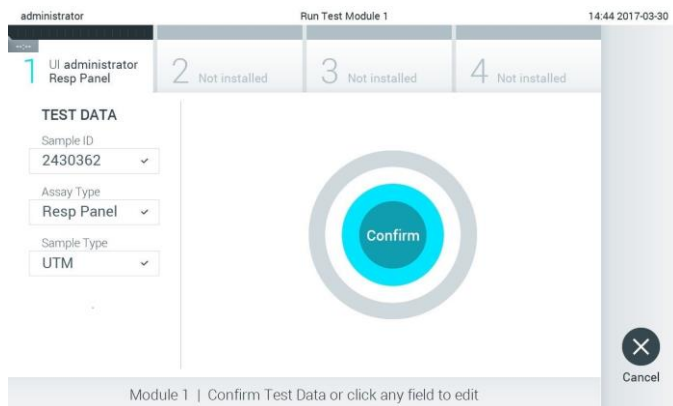 administrator
Run Test Module 1
14:44 2017-03-30
--:--
1 UI administrator
Resp Panel
2 Not installed
3 Not installed
4 Not installed
TEST DATA
Sample ID
2430362
Assay Type
Resp Panel
Sample Type
UTM
Confirm
Cancel
Module 1 | Confirm Test Data or click any field to edit